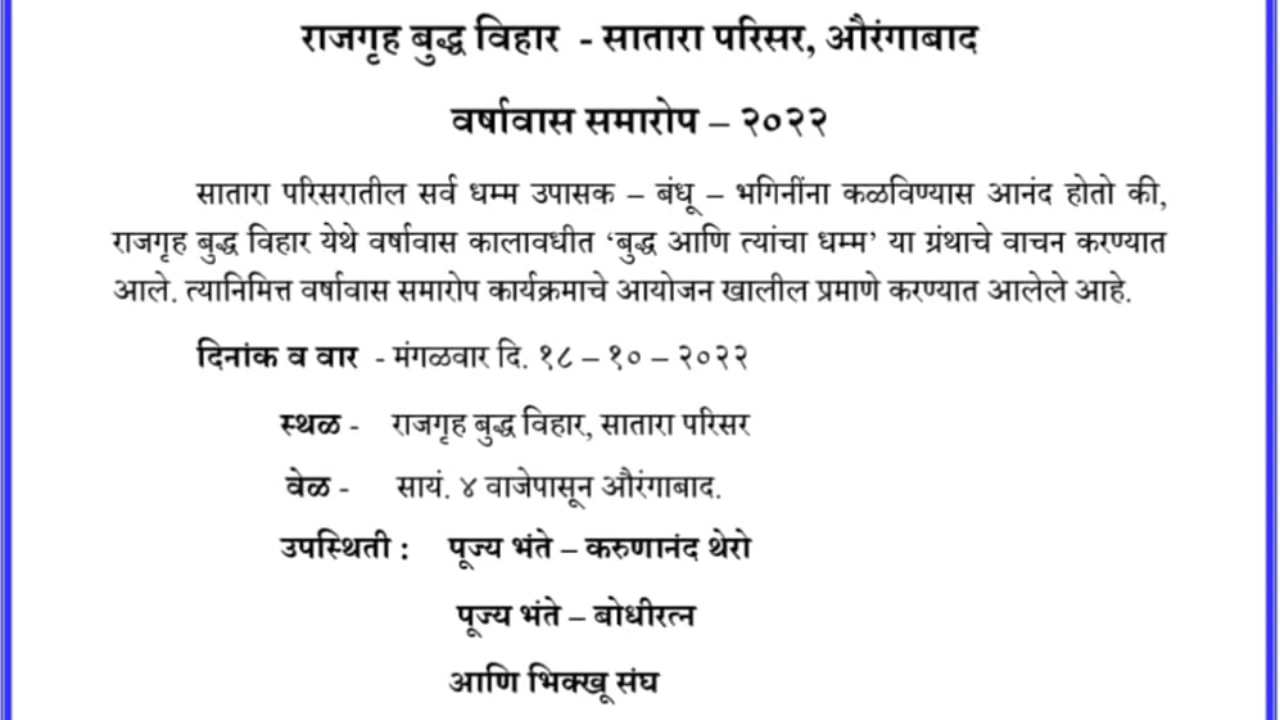 राजगृह बुद्ध विहार - सातारा परिसर, औरंगाबाद
वर्षावास समारोप – २०२२
सातारा परिसरातील सर्व धम्म उपासक – बंधू – भगिनींना कळविण्यास आनंद होतो की,
राजगृह बुद्ध विहार येथे वर्षावास कालावधीत ‘बुद्ध आणि त्यांचा धम्म’ या ग्रंथाचे वाचन करण्यात
आले. त्यानिमित्त वर्षावास समारोप कार्यक्रमाचे आयोजन खालील प्रमाणे करण्यात आलेले आहे.
दिनांक व वार - मंगळवार दि. १८ – १० – २०२२
स्थळ - राजगृह बुद्ध विहार, सातारा परिसर
वेळ - सायं. ४ वाजेपासून औरंगाबाद.
उपस्थिती : पूज्य भंते – करुणानंद थेरो
पूज्य भंते – बोधीरत्न
आणि भिक्खू संघ